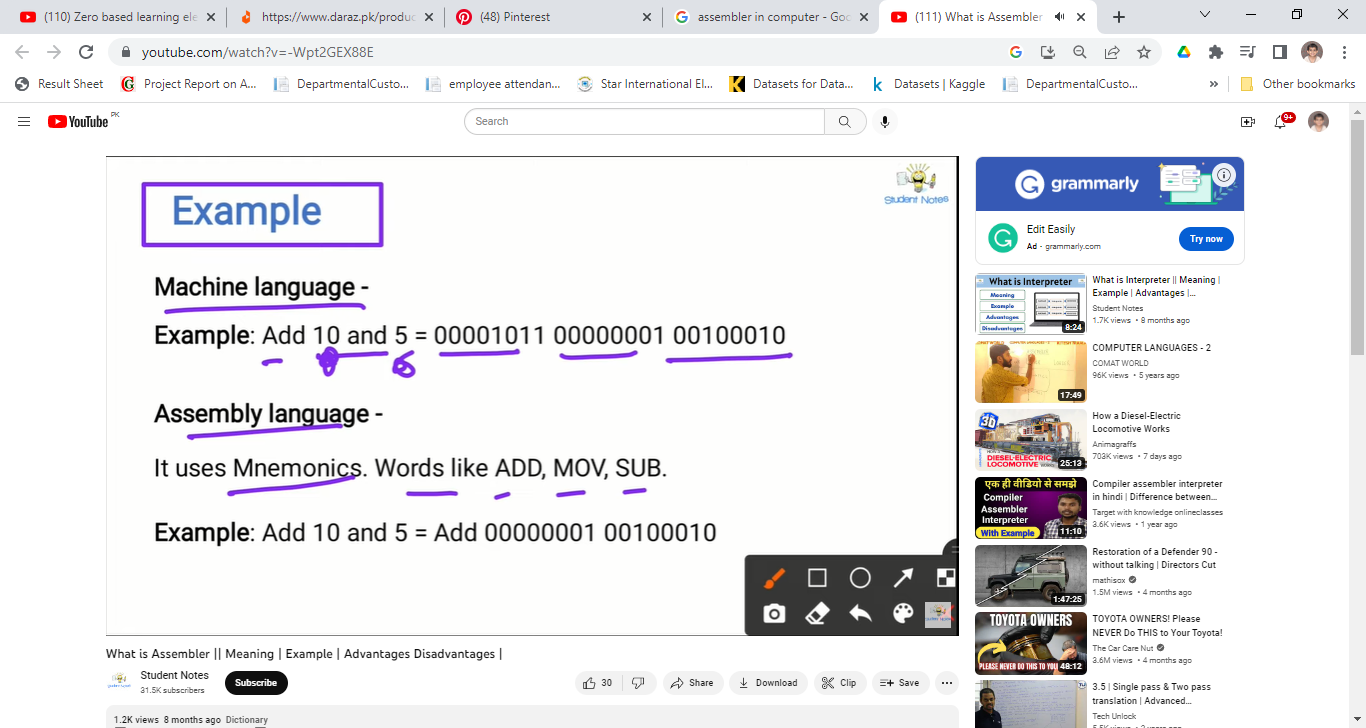 (110) Zero based learning ele
https://www.daraz.pk/produc
(48) Pinterest
assembler in computer - Goo
(111) What is Assembler
youtube.com/watch?v=-Wpt2GEX88E
Result Sheet
Project Report on A...
DepartmentalCusto...
employee attendan...
Star International El...
Datasets for Data...
Datasets | Kaggle
DepartmentalCusto...
»
Other bookmarks
YouTube PK
Search
9+
Example
Student Notes
Machine language -
Example: Add 10 and 5 = 00001011 00000001 00100010
Assembly language -
It uses Mnemonics. Words like ADD, MOV, SUB.
Example: Add 10 and 5 = Add 00000001 00100010
What is Assembler || Meaning | Example | Advantages Disadvantages |
Student Notes
31.5K subscribers
Subscribe
30
Share
Download
Clip
Save
1.2K views 8 months ago Dictionary
grammarly
Edit Easily
Ad · grammarly.com
Try now
What is Interpreter
Meaning
Example
Advantages
Disadvantages
8:24
What is Interpreter || Meaning |
Example | Advantages |...
Student Notes
1.7K views • 8 months ago
17:49
COMPUTER LANGUAGES - 2
COMAT WORLD
96K views • 5 years ago
3D
DIESEL-ELECTRIC
LOCOMOTIVE
25:13
How a Diesel-Electric
Locomotive Works
Animagraffs
703K views • 7 days ago
एक ही वीडियो से समझे
Compiler
Assembler
Interpreter
With Example
11:10
Compiler assembler interpreter
in hindi | Difference between...
Target with knowledge onlineclasses
3.6K views • 1 year ago
1:47:25
Restoration of a Defender 90 -
without talking | Directors Cut
mathisox
1.5M views • 4 months ago
TOYOTA OWNERS
PLEASE NEVER DO THIS TO YOU
48:12
TOYOTA OWNERS! Please
NEVER Do THIS to Your Toyota!
The Car Care Nut
3.6M views • 4 months ago
3.5 | Single pass & Two pass
translation | Advanced...
Tech Unlock